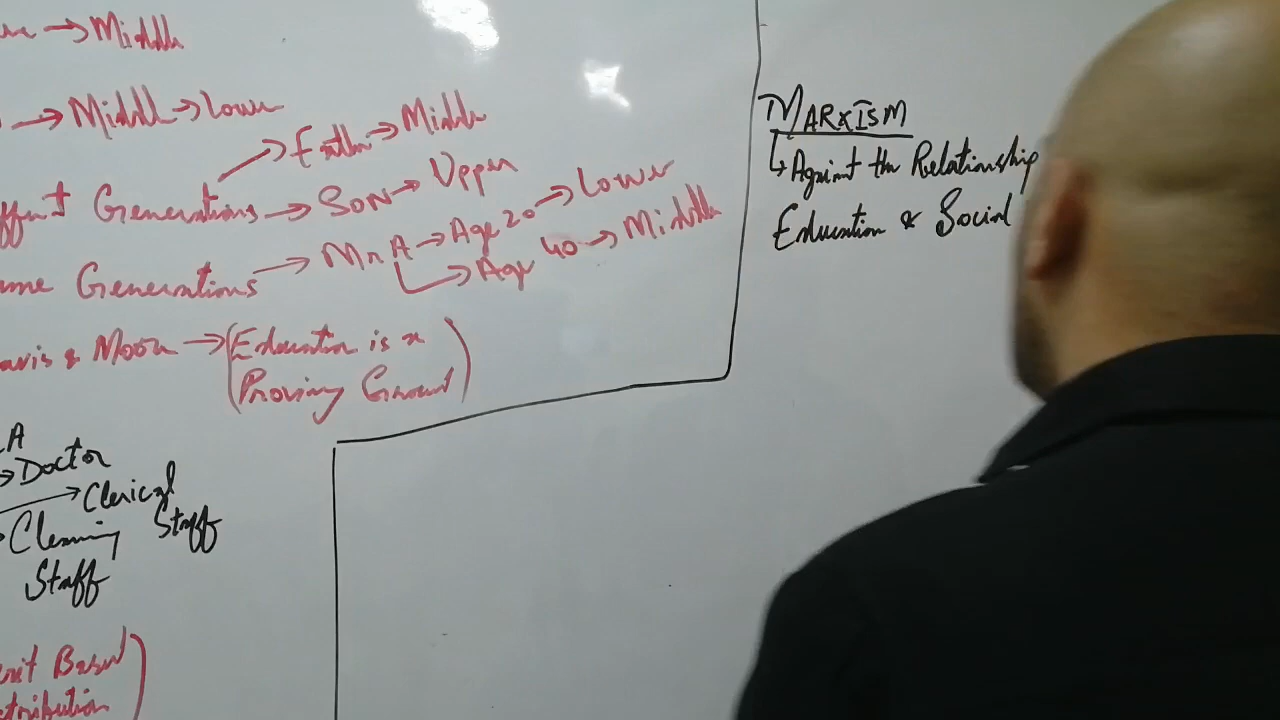 → Middle
→ Middle → Lower
→ Father → Middle
Generations → Son → Upper
Generations → Mr A → Age 20 → Lower
→ Age 40 → Middle
& Moore → (Education is a
Proving Ground)
A
→ Doctor
→ Clerical
Staff
Cleaning
Staff
Based
MARXISM
↳ Against the Relationship
Education & Social